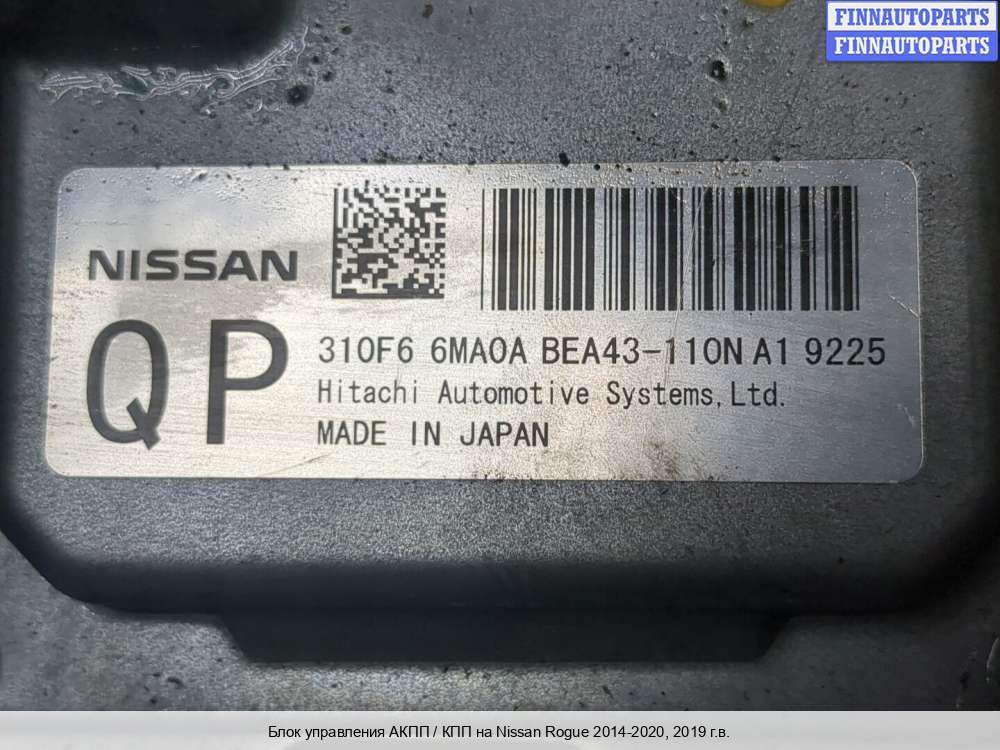 FINNAUTOPARTS
FINNAUTOPARTS
NISSAN
QP
310F6 6MA0A BEA43-110N A1 9225
Hitachi Automotive Systems,Ltd.
MADE IN JAPAN
Блок управления АКПП / КПП на Nissan Rogue 2014-2020, 2019 г.в.